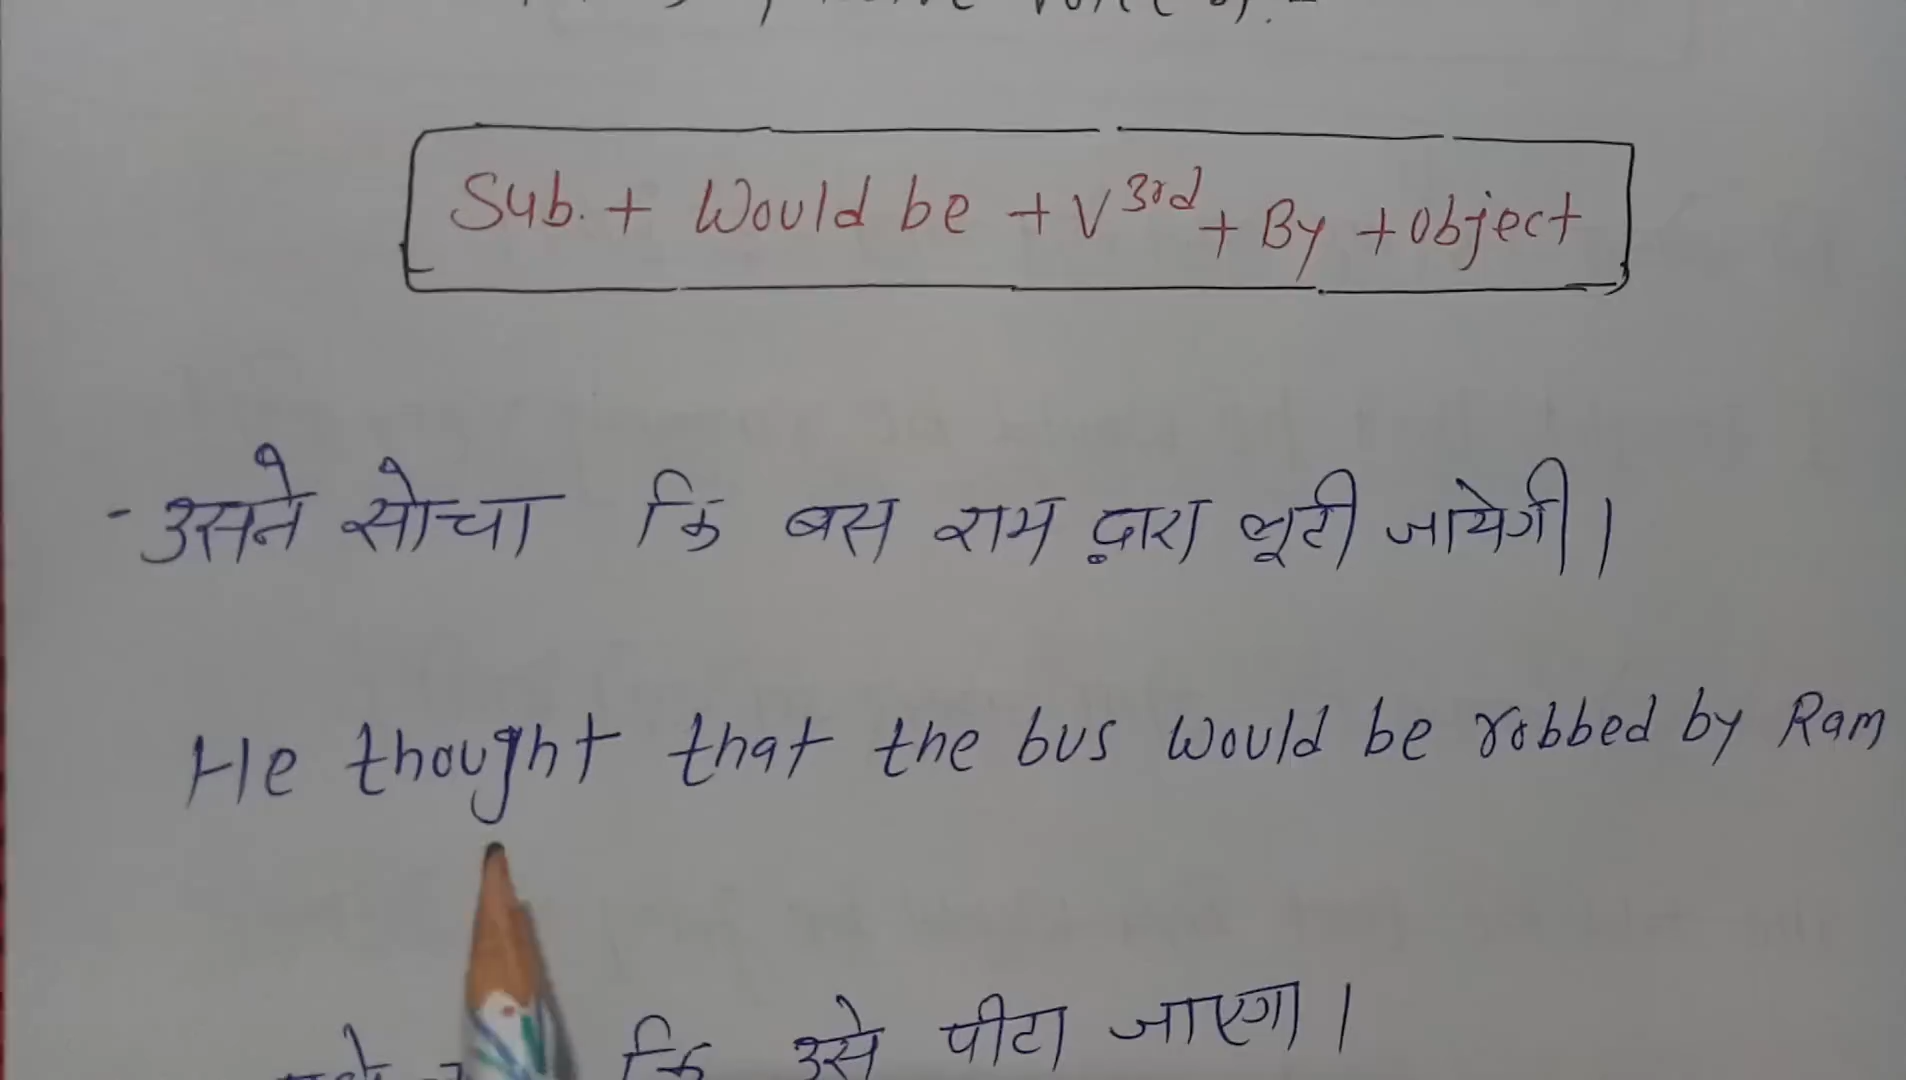 Sub. + Would be + V 3rd + By + Object
- उसने सोचा कि बस राम द्वारा लूटी जायेगी।
He thought that the bus would be robbed by Ram
कि उसे पीटा जाएगा।